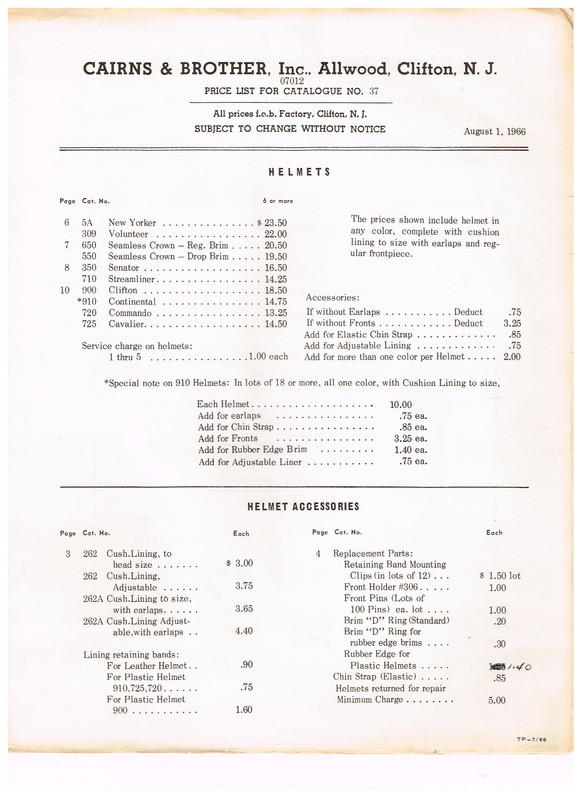 CAIRNS & BROTHER, Inc., Allwood, Clifton, N. J.
07012
PRICE LIST FOR CATALOGUE NO. 37
All prices f.o.b. Factory, Clifton, N. J.
SUBJECT TO CHANGE WITHOUT NOTICE
August 1, 1966
HELMETS
Page Cat. No. 6 or more
6 5A New Yorker . . . . . . . . . . . . . . . $ 23.50
309 Volunteer . . . . . . . . . . . . . . . . 22.00
7 650 Seamless Crown – Reg. Brim . . . . . 20.50
550 Seamless Crown – Drop Brim . . . . . 19.50
8 350 Senator . . . . . . . . . . . . . . . . . . . 16.50
710 Streamliner . . . . . . . . . . . . . . . . . 14.25
10 900 Clifton . . . . . . . . . . . . . . . . . . . 18.50
*910 Continental . . . . . . . . . . . . . . . . 14.75
720 Commando . . . . . . . . . . . . . . . . . 13.25
725 Cavalier. . . . . . . . . . . . . . . . . . . 14.50
Service charge on helmets:
1 thru 5 . . . . . . . . . . . . . . . . 1.00 each
The prices shown include helmet in
any color, complete with cushion
lining to size with earlaps and reg-
ular frontpiece.
Accessories:
If without Earlaps . . . . . . . . . . . Deduct .75
If without Fronts . . . . . . . . . . . . Deduct 3.25
Add for Elastic Chin Strap . . . . . . . . . . . . .85
Add for Adjustable Lining . . . . . . . . . . . . .75
Add for more than one color per Helmet . . . . . 2.00
*Special note on 910 Helmets: In lots of 18 or more, all one color, with Cushion Lining to size,
Each Helmet . . . . . . . . . . . . . . . . . . . . 10.00
Add for earlaps . . . . . . . . . . . . . . . . .75 ea.
Add for Chin Strap . . . . . . . . . . . . . . . . .85 ea.
Add for Fronts . . . . . . . . . . . . . . . . 3.25 ea.
Add for Rubber Edge Brim . . . . . . . . . 1.40 ea.
Add for Adjustable Liner . . . . . . . . . . . .75 ea.
HELMET ACCESSORIES
Page Cat. No. Each
3 262 Cush.Lining, to
head size . . . . . . . $ 3.00
262 Cush.Lining,
Adjustable . . . . . . 3.75
262A Cush.Lining to size,
with earlaps. . . . . . 3.65
262A Cush.Lining Adjust-
able,with earlaps . . 4.40
Lining retaining bands:
For Leather Helmet . . .90
For Plastic Helmet
910,725,720 . . . . . . .75
For Plastic Helmet
900 . . . . . . . . . . . 1.60
Page Cat. No. Each
4 Replacement Parts:
Retaining Band Mounting
Clips (in lots of 12) . . . $ 1.50 lot
Front Holder #306 . . . . . 1.00
Front Pins (Lots of
100 Pins) ea. lot . . . . 1.00
Brim "D" Ring (Standard) .20
Brim "D" Ring for
rubber edge brims . . . . .30
Rubber Edge for
Plastic Helmets . . . . . 1.40
Chin Strap (Elastic) . . . . . .85
Helmets returned for repair
Minimum Charge . . . . . . . . 5.00
TP-7/66